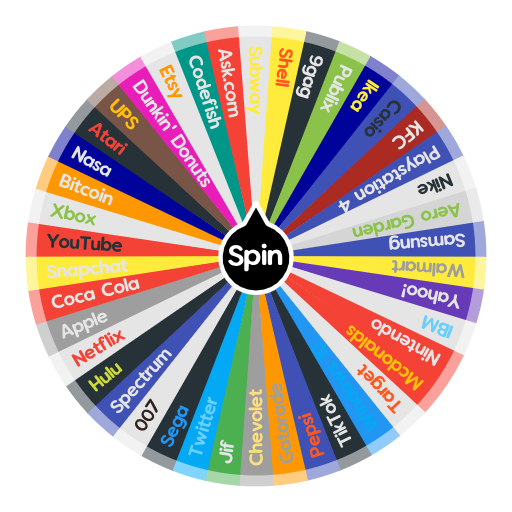 Subway
Shell
9gag
Publix
Ikea
Casio
KFC
Playstation 4
Nike
Aero Garden
Samsung
Walmart
Yahoo!
IBM
Nintendo
Mcdonalds
Target
TikTok
Pepsi
Gatorade
Chevolet
Jif
Twitter
Sega
007
Spectrum
Hulu
Netflix
Apple
Coca Cola
Snapchat
YouTube
Xbox
Bitcoin
Nasa
Atari
UPS
Dunkin' Donuts
Etsy
Codefish
Ask.com
Spin